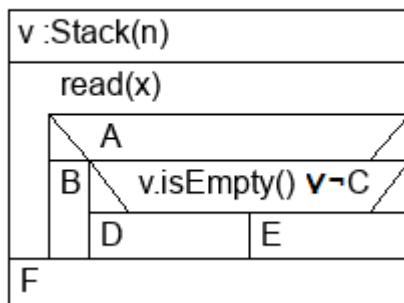 v :Stack(n)
read(x)
A
B v.isEmpty() ∨¬C
D E
F